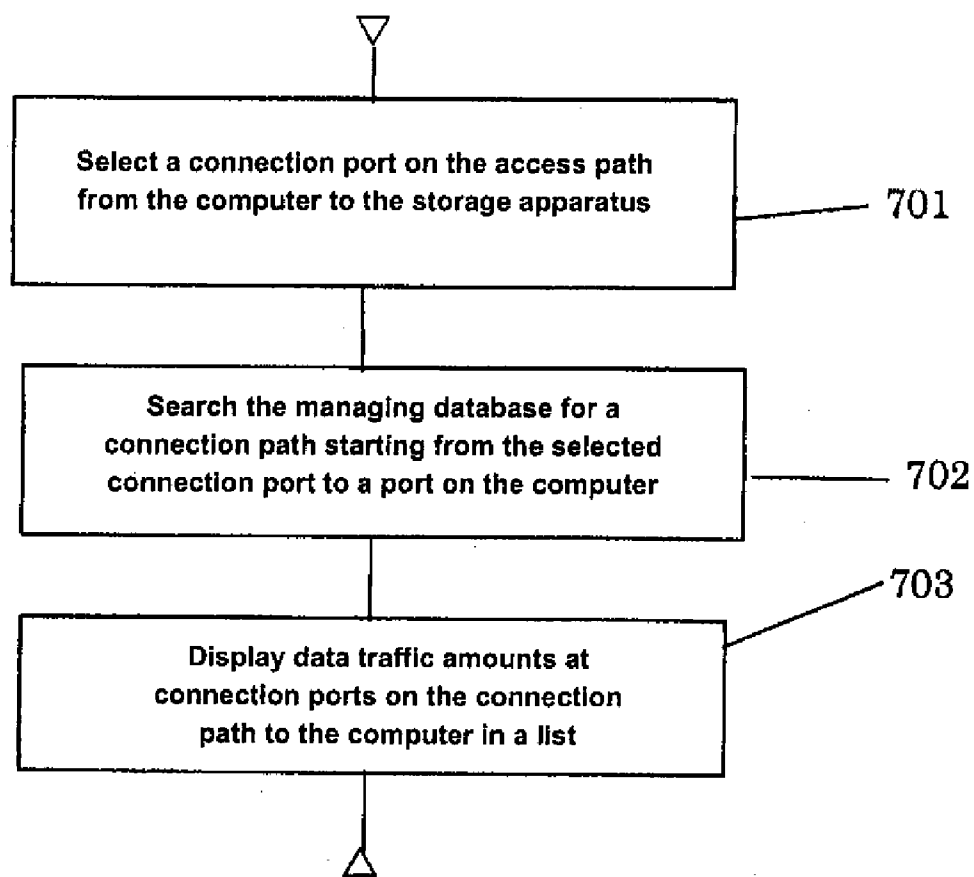 Select a connection port on the access path
from the computer to the storage apparatus
701
Search the managing database for a
connection path starting from the selected
connection port to a port on the computer
702
703
Display data traffic amounts at
connection ports on the connection
path to the computer in a list